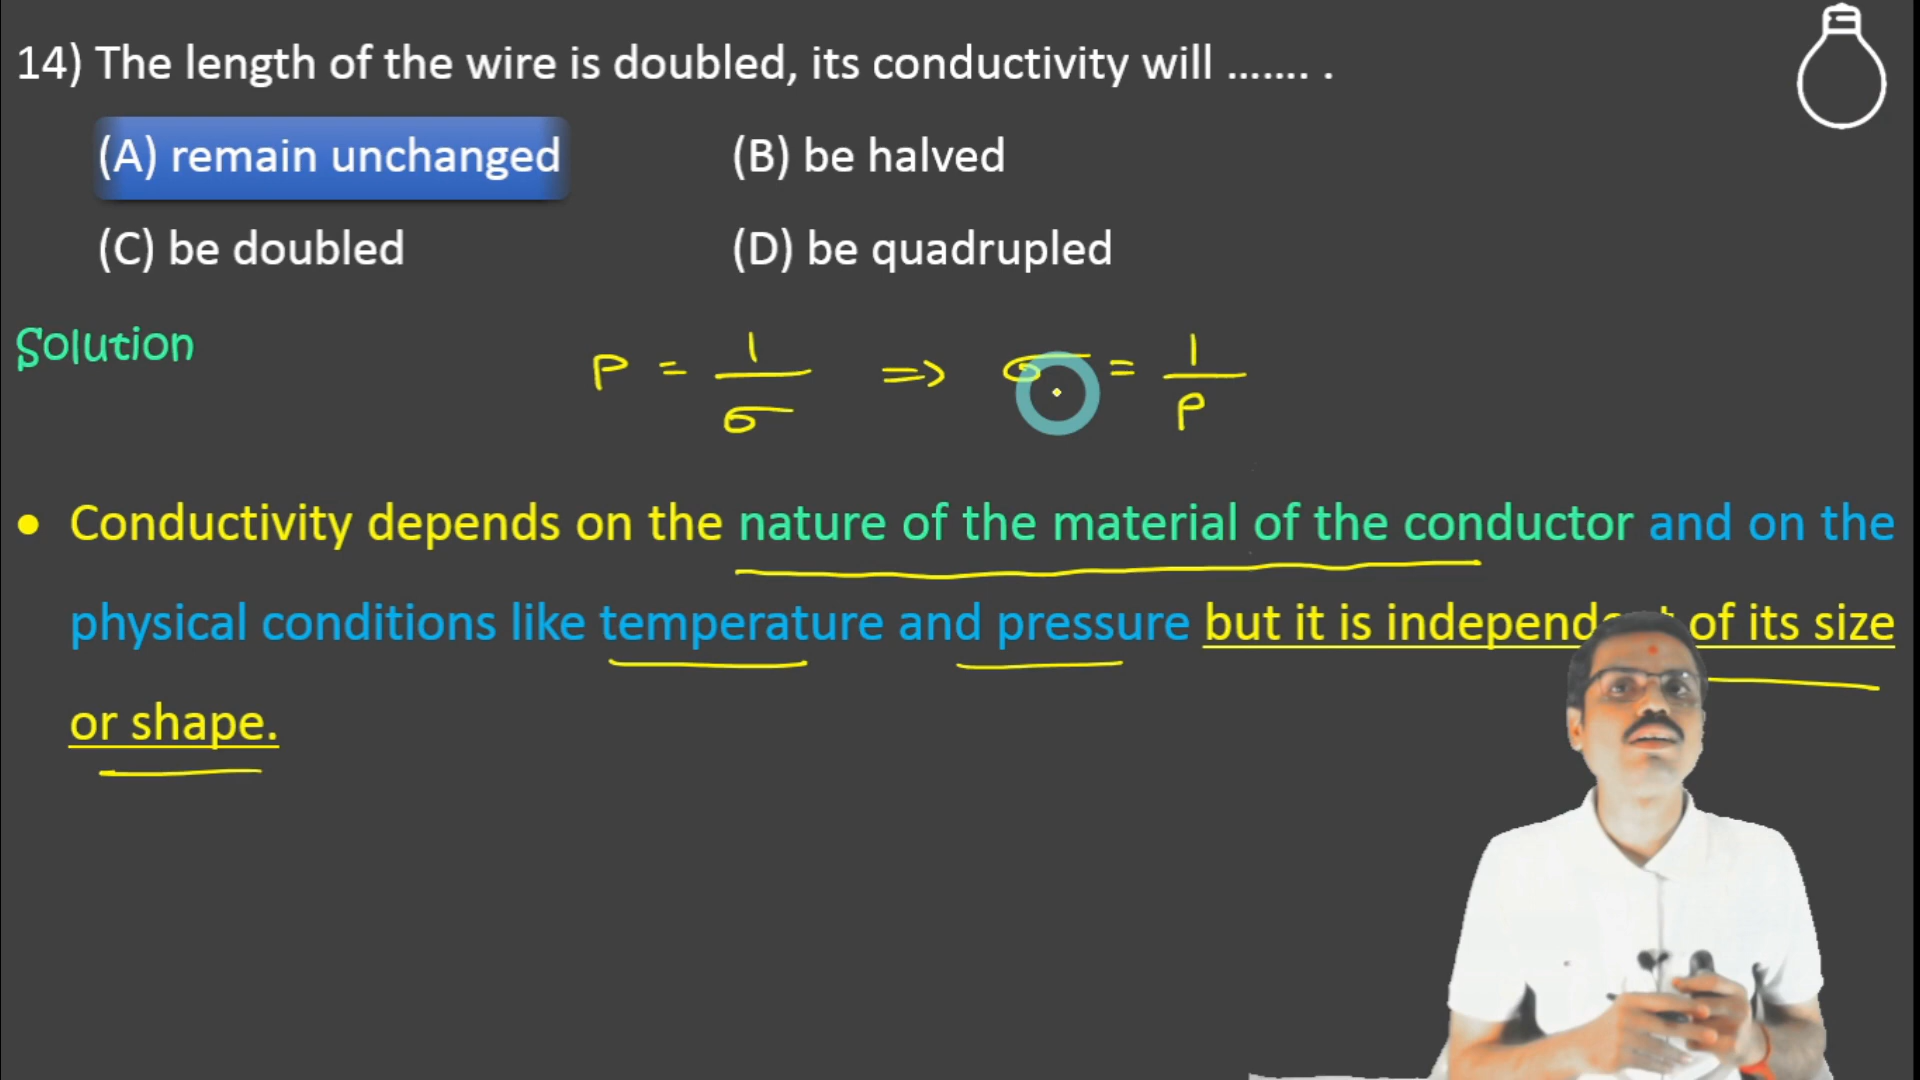 14) The length of the wire is doubled, its conductivity will ....... .
(A) remain unchanged (B) be halved
(C) be doubled (D) be quadrupled
Solution
ρ = 1/σ ⇒ σ = 1/ρ
• Conductivity depends on the nature of the material of the conductor and on the
physical conditions like temperature and pressure but it is of its size
or shape.